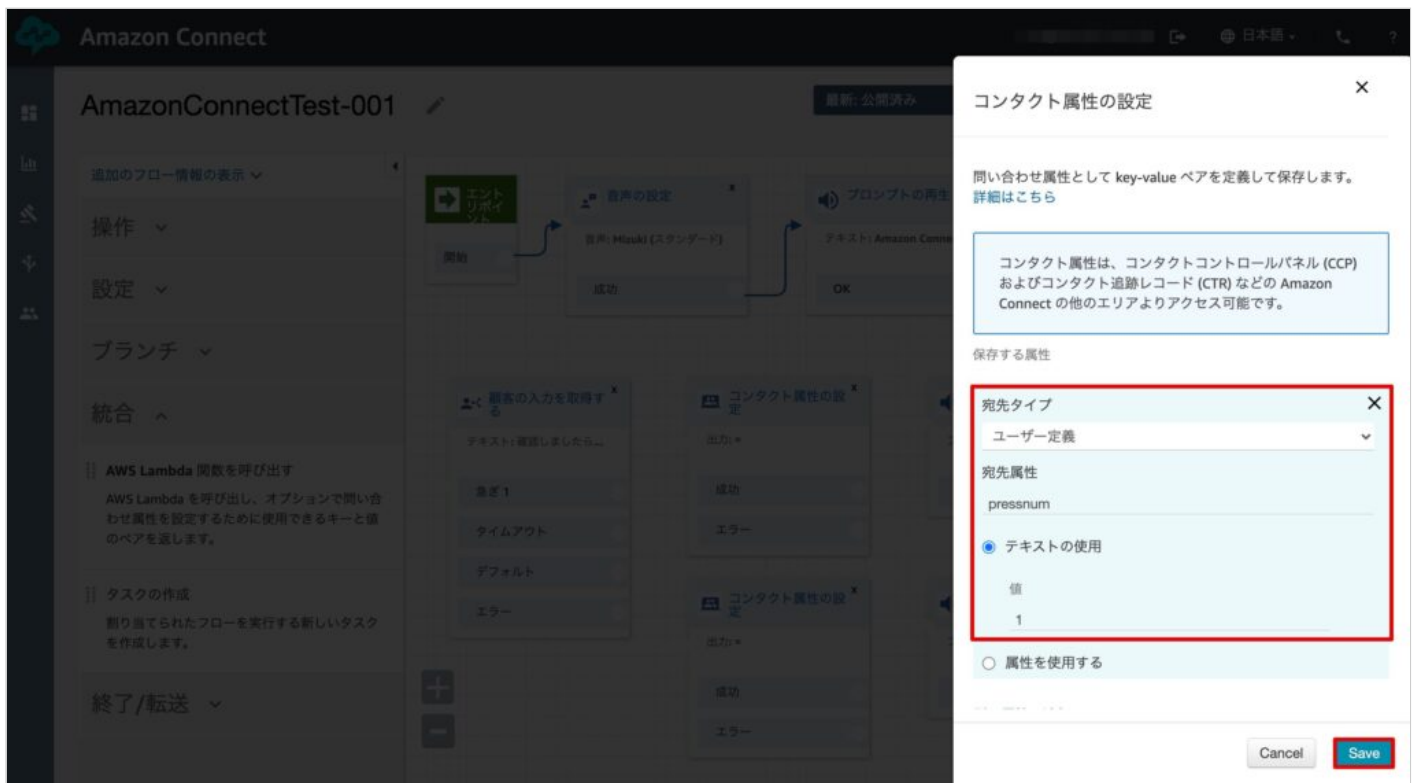 Amazon Connect
日本語
?
AmazonConnectTest-001
最新: 公開済み
追加のフロー情報の表示
操作
設定
ブランチ
統合
AWS Lambda 関数を呼び出す
AWS Lambda を呼び出し、オプションで問い合
わせ属性を設定するために使用できるキーと値
のペアを返します。
タスクの作成
割り当てられたフローを実行する新しいタスク
を作成します。
終了/転送
エント
リポイ
ント
開始
音声の設定
音声: Mizuki (スタンダード)
成功
プロンプトの再生
テキスト: Amazon Conne
OK
顧客の入力を取得す
る
テキスト: 確認しましたら...
急ぎ 1
タイムアウト
デフォルト
エラー
コンタクト属性の設
定
出力: =
成功
エラー
コンタクト属性の設
定
出力: =
成功
エラー
コンタクト属性の設定
問い合わせ属性として key-value ペアを定義して保存します。
詳細はこちら
コンタクト属性は、コンタクトコントロールパネル (CCP)
およびコンタクト追跡レコード (CTR) などの Amazon
Connect の他のエリアよりアクセス可能です。
保存する属性
宛先タイプ
ユーザー定義
宛先属性
pressnum
テキストの使用
値
1
属性を使用する
Cancel
Save